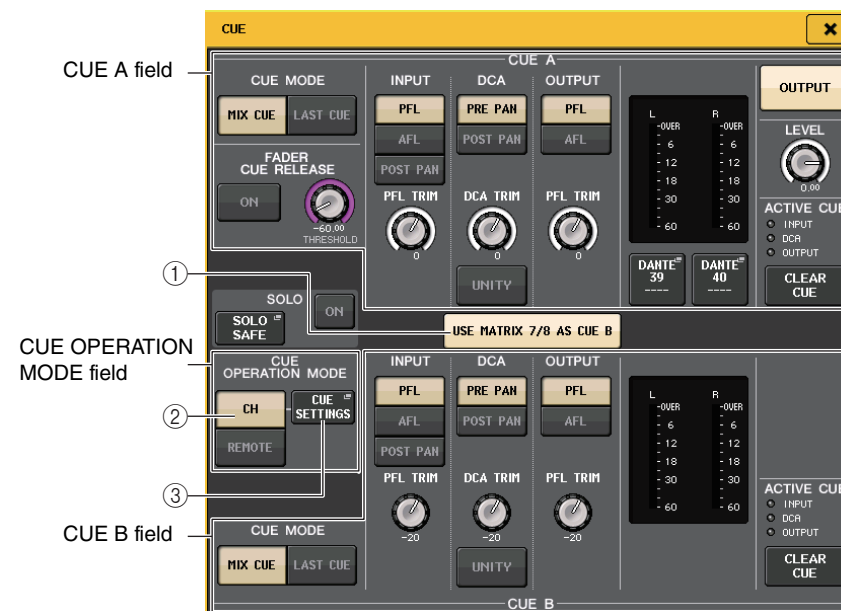 CUE
CUE A field
CUE A
CUE MODE
MIX CUE
LAST CUE
FADER
CUE RELEASE
ON
-60.00
THRESHOLD
INPUT
PFL
AFL
POST PAN
PFL TRIM
0
DCA
PRE PAN
POST PAN
DCA TRIM
0
UNITY
OUTPUT
PFL
AFL
PFL TRIM
0
L
R
-OVER
-OVER
- 6
- 6
- 12
- 12
- 18
- 18
- 30
- 30
- 60
- 60
DANTE
39
----
DANTE
40
----
OUTPUT
LEVEL
0.00
ACTIVE CUE
INPUT
DCA
OUTPUT
CLEAR
CUE
1
SOLO
SOLO
SAFE
ON
USE MATRIX 7/8 AS CUE B
CUE OPERATION
MODE field
CUE
OPERATION MODE
2
CH
CUE
SETTINGS
REMOTE
3
CUE B field
CUE MODE
MIX CUE
LAST CUE
INPUT
PFL
AFL
POST PAN
PFL TRIM
-20
DCA
PRE PAN
POST PAN
DCA TRIM
-20
UNITY
OUTPUT
PFL
AFL
PFL TRIM
-20
L
R
-OVER
-OVER
- 6
- 6
- 12
- 12
- 18
- 18
- 30
- 30
- 60
- 60
ACTIVE CUE
INPUT
DCA
OUTPUT
CLEAR
CUE
CUE B